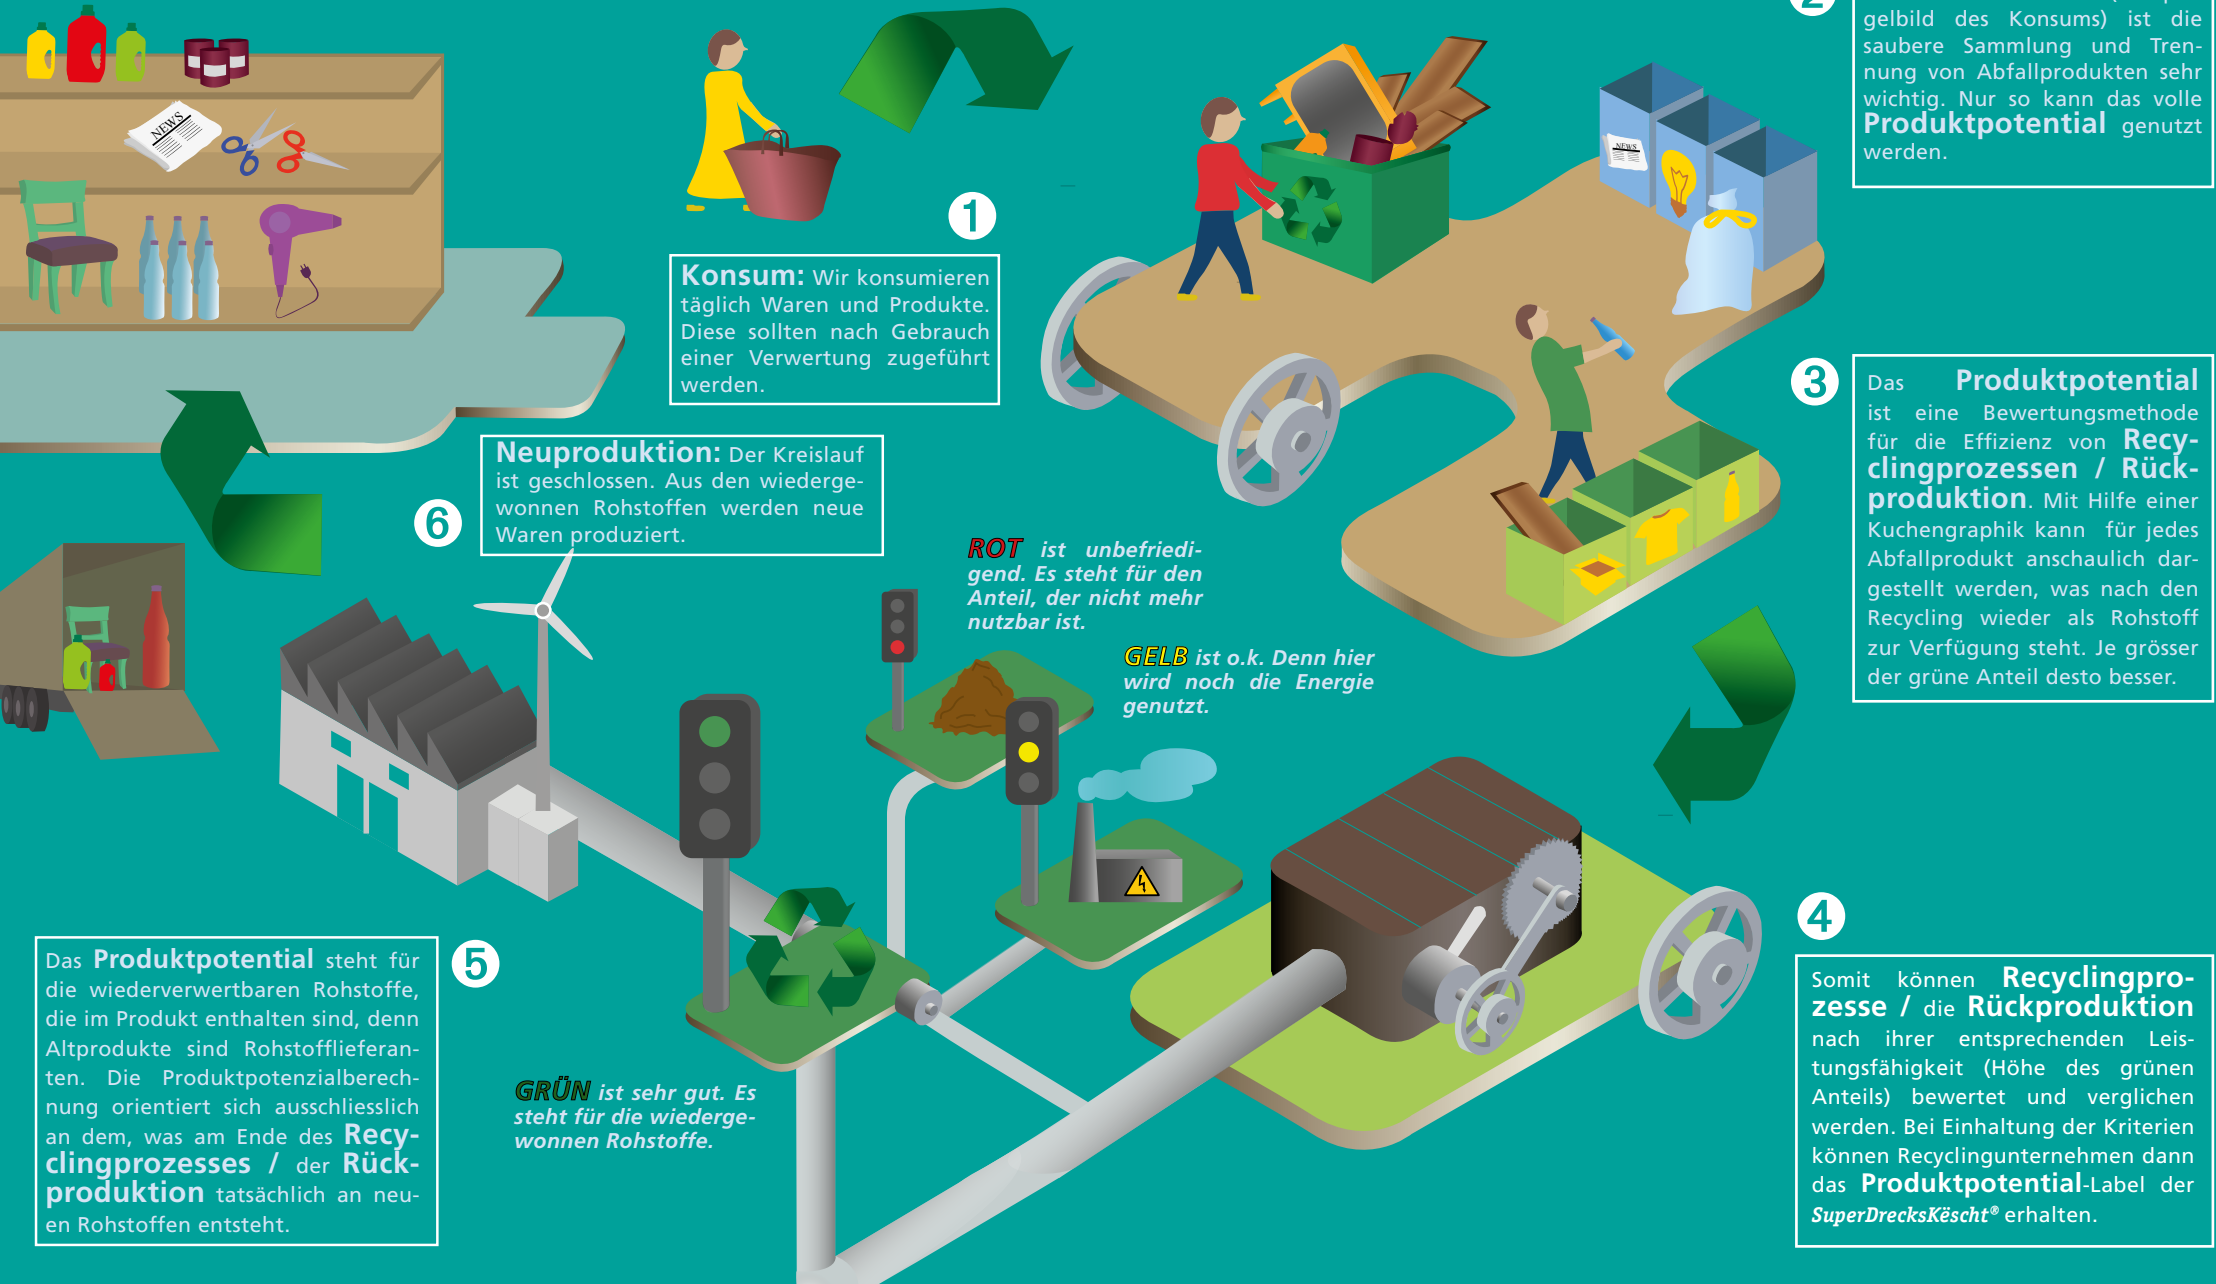 1
Konsum: Wir konsumieren
täglich Waren und Produkte.
Diese sollten nach Gebrauch
einer Verwertung zugeführt
werden.
2
gelbild des Konsums) ist die
saubere Sammlung und Tren-
nung von Abfallprodukten sehr
wichtig. Nur so kann das volle
Produktpotential genutzt
werden.
NEWS
NEWS
3
Das Produktpotential
ist eine Bewertungsmethode
für die Effizienz von Recy-
clingprozessen / Rück-
produktion. Mit Hilfe einer
Kuchengraphik kann für jedes
Abfallprodukt anschaulich dar-
gestellt werden, was nach den
Recycling wieder als Rohstoff
zur Verfügung steht. Je grösser
der grüne Anteil desto besser.
6
Neuproduktion: Der Kreislauf
ist geschlossen. Aus den wiederge-
wonnen Rohstoffen werden neue
Waren produziert.
ROT ist unbefriedi-
gend. Es steht für den
Anteil, der nicht mehr
nutzbar ist.
GELB ist o.k. Denn hier
wird noch die Energie
genutzt.
4
Somit können Recyclingpro-
zesse / die Rückproduktion
nach ihrer entsprechenden Leis-
tungsfähigkeit (Höhe des grünen
Anteils) bewertet und verglichen
werden. Bei Einhaltung der Kriterien
können Recyclingunternehmen dann
das Produktpotential-Label der
SuperDrecksKëscht® erhalten.
5
Das Produktpotential steht für
die wiederverwertbaren Rohstoffe,
die im Produkt enthalten sind, denn
Altprodukte sind Rohstofflieferan-
ten. Die Produktpotenzialberech-
nung orientiert sich ausschliesslich
an dem, was am Ende des Recy-
clingprozesses / der Rück-
produktion tatsächlich an neu-
en Rohstoffen entsteht.
GRÜN ist sehr gut. Es
steht für die wiederge-
wonnen Rohstoffe.